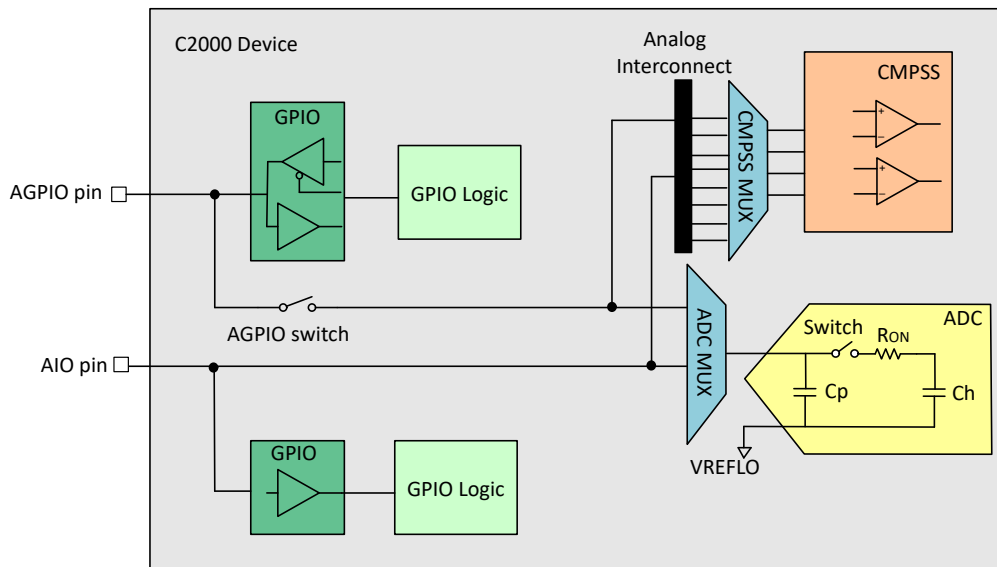 C2000 Device
Analog
Interconnect
CMPSS
GPIO
+
−
+
−
CMPSS MUX
GPIO Logic
AGPIO pin
AGPIO switch
ADC MUX
ADC
Switch
RON
AIO pin
Cp
Ch
VREFLO
GPIO
GPIO Logic